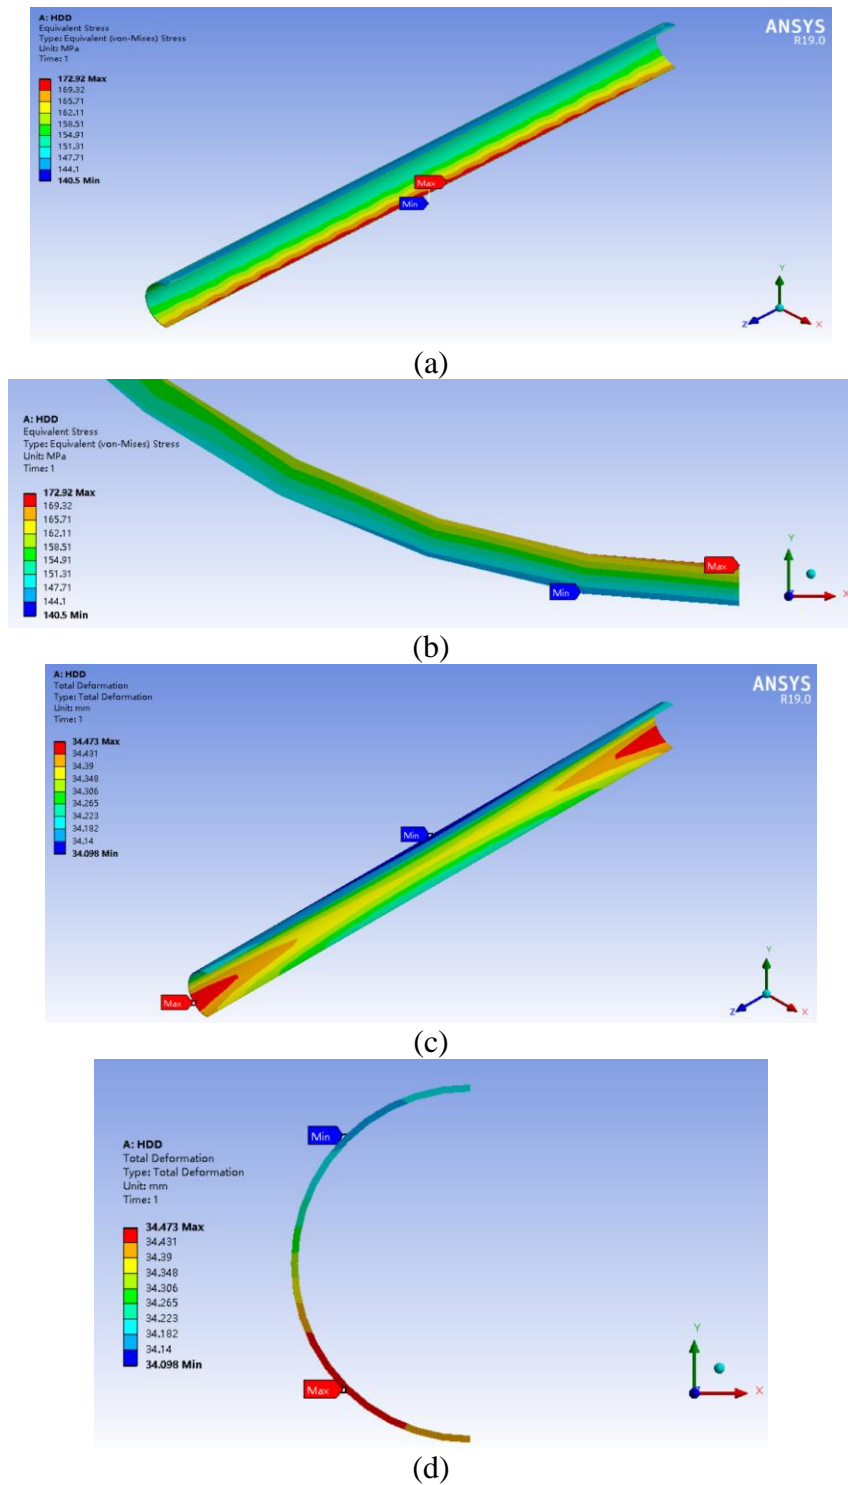 A: HDD
Equivalent Stress
Type: Equivalent (von-Mises) Stress
Unit: MPa
Time: 1
172.92 Max
169.32
165.71
162.11
158.51
154.91
151.31
147.71
144.1
140.5 Min
ANSYS
R19.0
Max
Min
Y
Z
X
(a)
A: HDD
Equivalent Stress
Type: Equivalent (von-Mises) Stress
Unit: MPa
Time: 1
172.92 Max
169.32
165.71
162.11
158.51
154.91
151.31
147.71
144.1
140.5 Min
Max
Min
Y
X
(b)
A: HDD
Total Deformation
Type: Total Deformation
Unit: mm
Time: 1
34.473 Max
34.431
34.39
34.348
34.306
34.265
34.223
34.182
34.14
34.098 Min
ANSYS
R19.0
Min
Max
Y
Z
X
(c)
A: HDD
Total Deformation
Type: Total Deformation
Unit: mm
Time: 1
34.473 Max
34.431
34.39
34.348
34.306
34.265
34.223
34.182
34.14
34.098 Min
Min
Max
Y
X
(d)